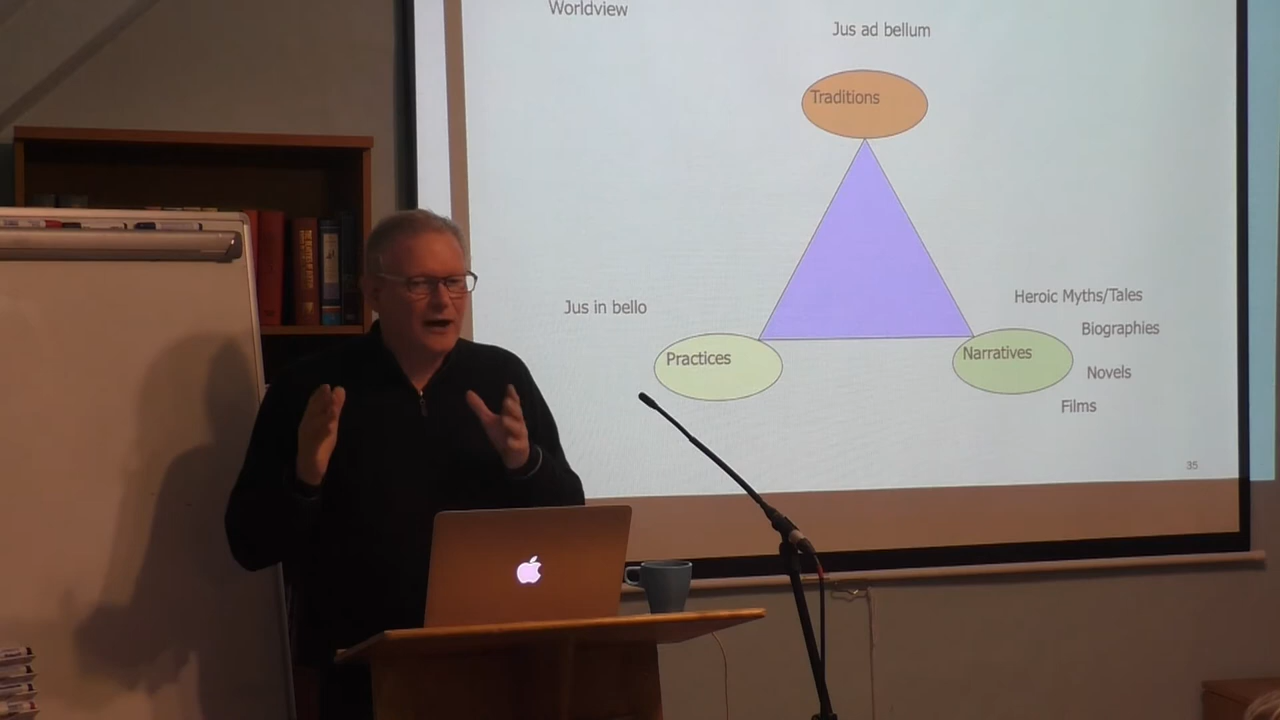 Worldview
Jus ad bellum
Traditions
Jus in bello
Heroic Myths/Tales
Biographies
Practices
Narratives
Novels
Films
35